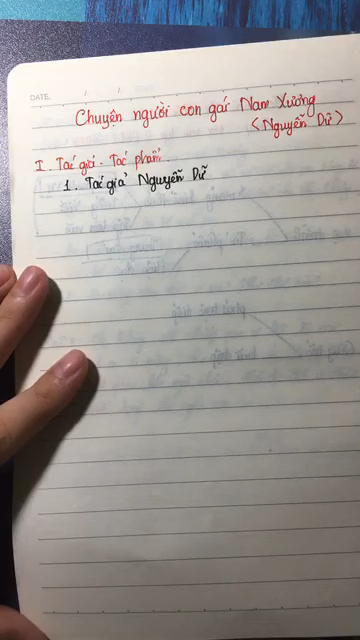 DATE. / /
Chuyện người con gái Nam Xương
(Nguyễn Dữ)
I. Tác giả - Tác phẩm
1. Tác giả Nguyễn Dữ